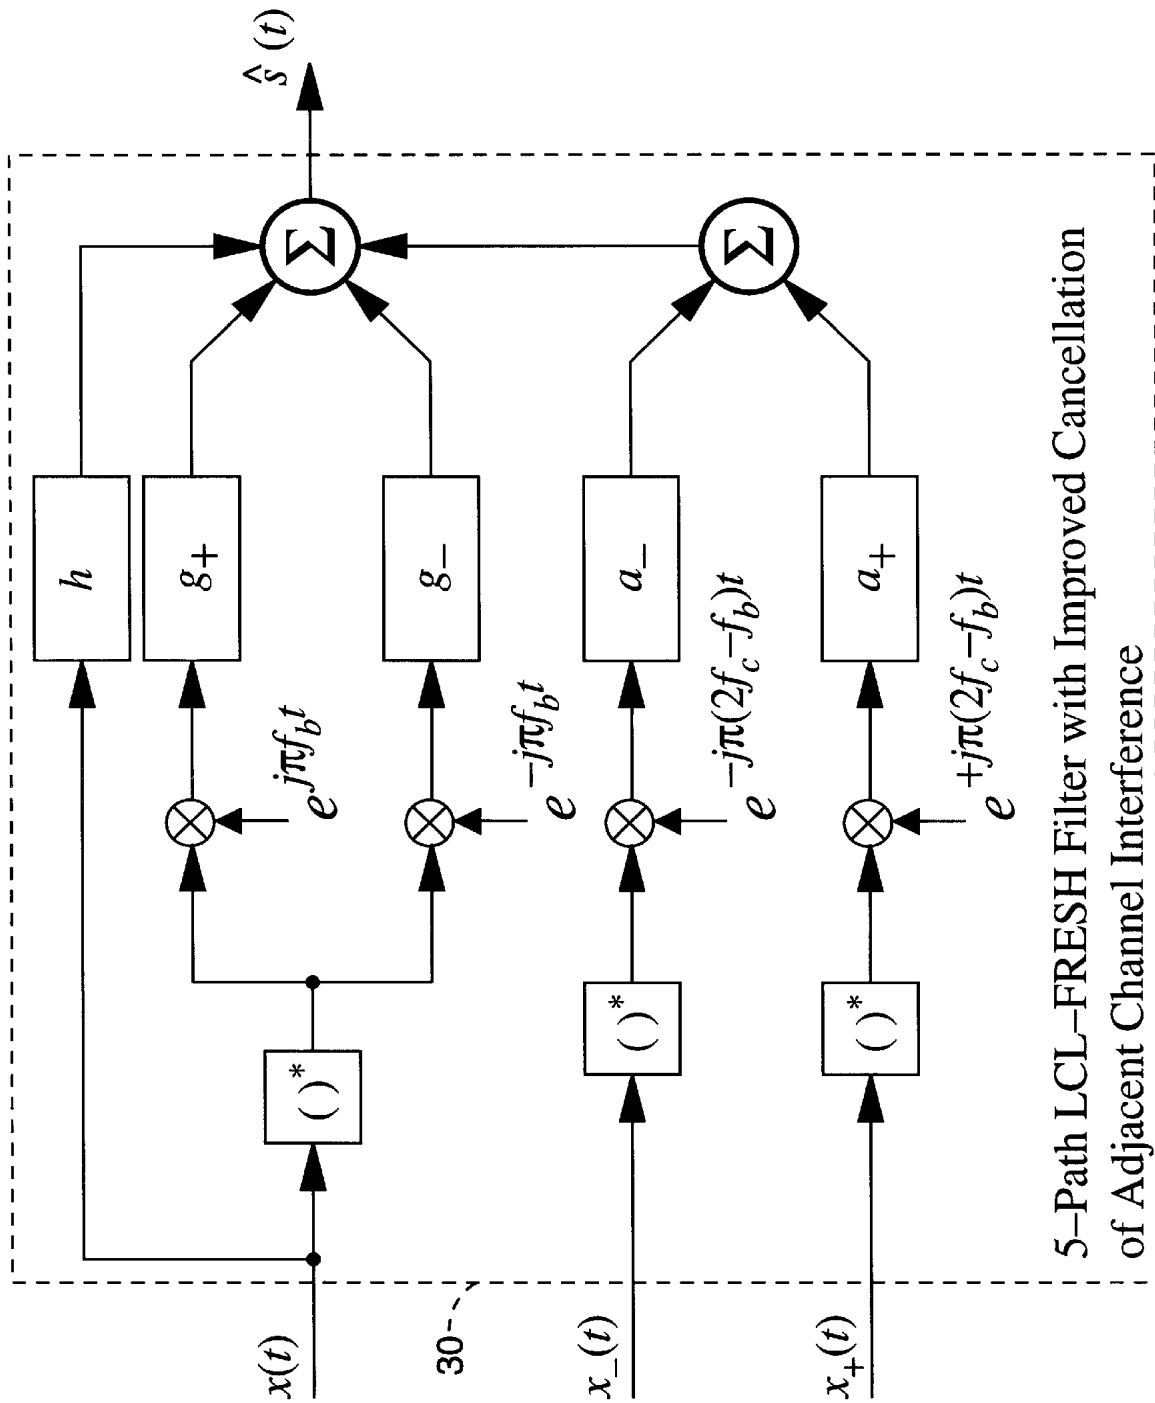 h
g₊
g₋
a₋
a₊
Σ
Σ
ŝ(t)
( )*
( )*
( )*
e^{jπf_b t}
e^{-jπf_b t}
e^{-jπ(2f_c-f_b)t}
e^{+jπ(2f_c-f_b)t}
x(t)
30
x₋(t)
x₊(t)
5–Path LCL–FRESH Filter with Improved Cancellation
of Adjacent Channel Interference